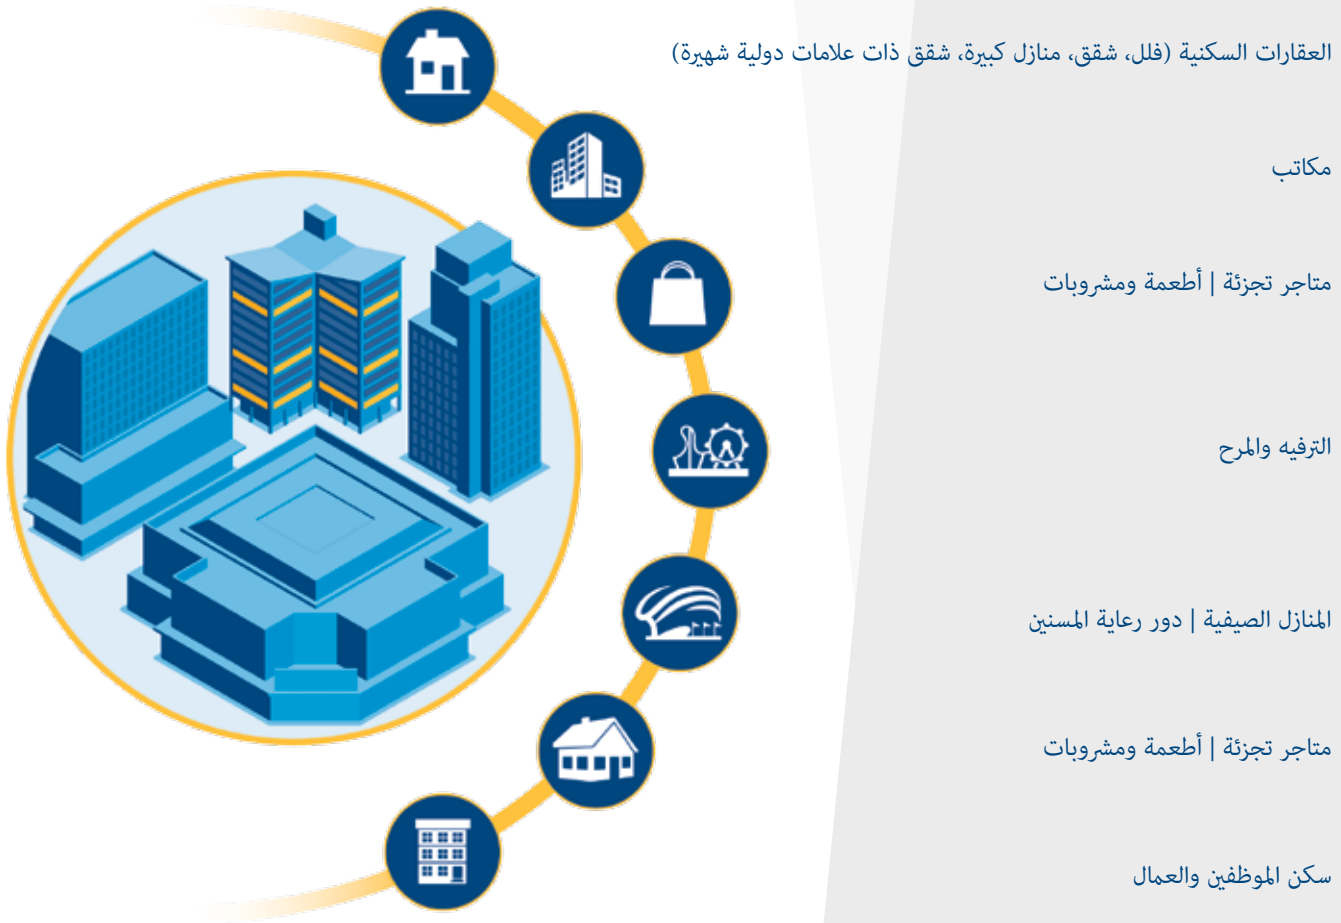 العقارات السكنية (فلل، شقق، منازل كبيرة، شقق ذات علامات دولية شهيرة)
مكاتب
متاجر تجزئة | أطعمة ومشروبات
الترفيه والمرح
المنازل الصيفية | دور رعاية المسنين
متاجر تجزئة | أطعمة ومشروبات
سكن الموظفين والعمال